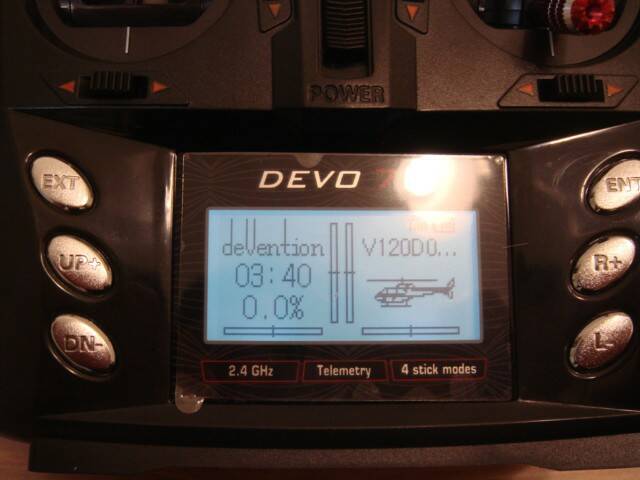 POWER
EXT
UP+
DN-
ENT
R+
L-
DEVO 7
devention
V120D0...
03:40
0.0%
2.4 GHz
Telemetry
4 stick modes